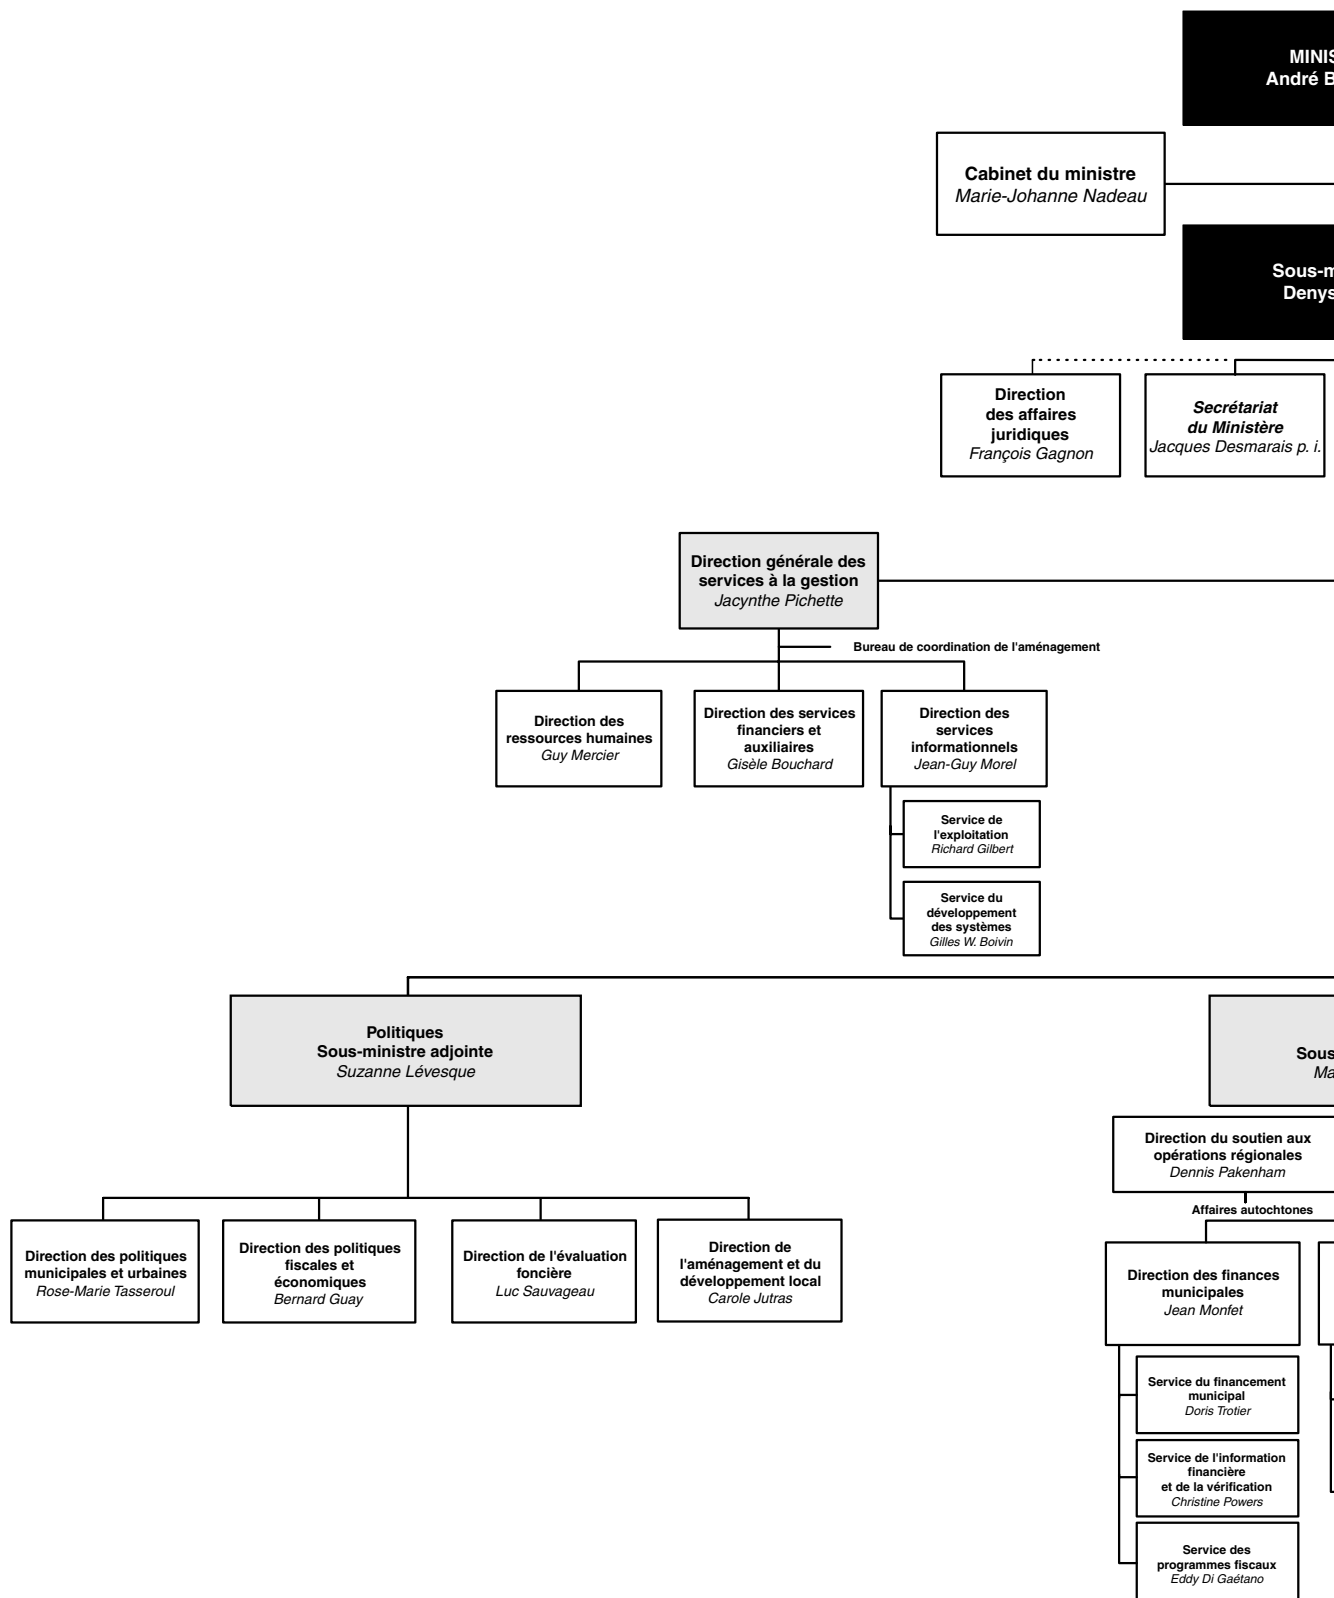 André
Cabinet du ministre
Marie-Johanne Nadeau
Denys
Direction
des affaires
juridiques
François Gagnon
Secrétariat
du Ministère
Jacques Desmarais p. i.
Direction générale des
services à la gestion
Jacynthe Pichette
Bureau de coordination de l'aménagement
Direction des
ressources humaines
Guy Mercier
Direction des services
financiers et
auxiliaires
Gisèle Bouchard
Direction des
services
informationnels
Jean-Guy Morel
Service de
l'exploitation
Richard Gilbert
Service du
développement
des systèmes
Gilles W. Boivin
Politiques
Sous-ministre adjointe
Suzanne Lévesque
Direction des politiques
municipales et urbaines
Rose-Marie Tasseroul
Direction des politiques
fiscales et
économiques
Bernard Guay
Direction de l'évaluation
foncière
Luc Sauvageau
Direction de
l'aménagement et du
développement local
Carole Jutras
Sous
Ma
Direction du soutien aux
opérations régionales
Dennis Pakenham
Affaires autochtones
Direction des finances
municipales
Jean Monfet
Service du financement
municipal
Doris Trotier
Service de l'information
financière
et de la vérification
Christine Powers
Service des
programmes fiscaux
Eddy Di Gaétano